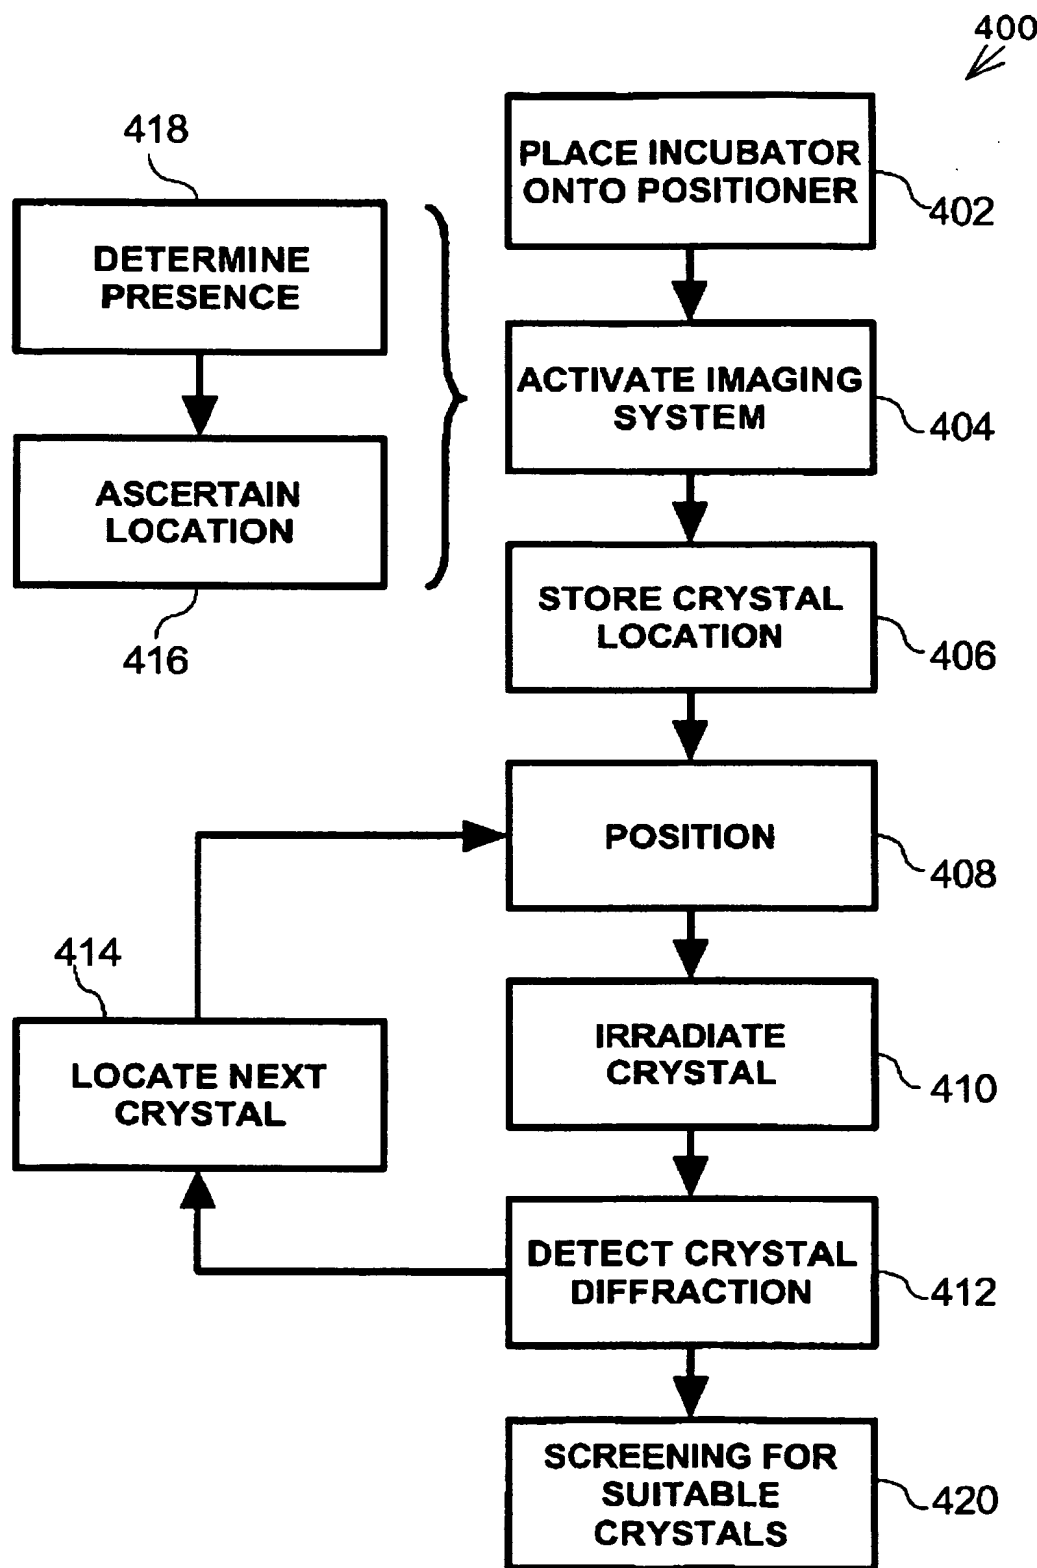 400
PLACE INCUBATOR
ONTO POSITIONER
402
418
DETERMINE
PRESENCE
ACTIVATE IMAGING
SYSTEM
404
ASCERTAIN
LOCATION
416
STORE CRYSTAL
LOCATION
406
POSITION
408
414
LOCATE NEXT
CRYSTAL
IRRADIATE
CRYSTAL
410
DETECT CRYSTAL
DIFFRACTION
412
SCREENING FOR
SUITABLE
CRYSTALS
420